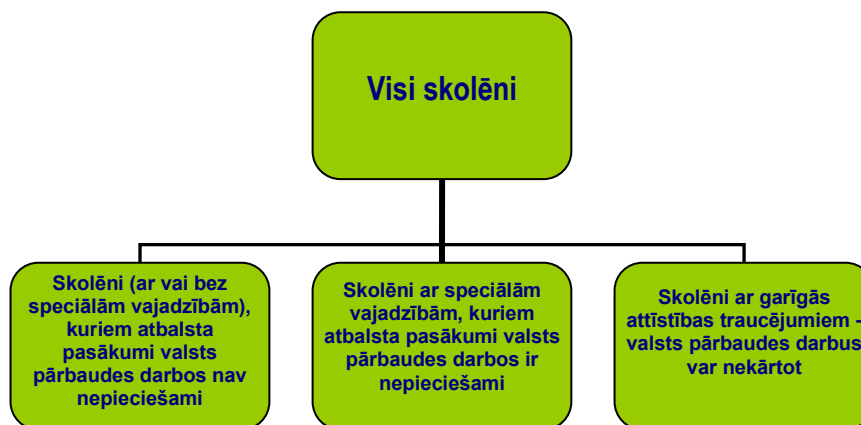 Visi skolēni
Skolēni (ar vai bez
speciālām vajadzībām),
kuriem atbalsta
pasākumi valsts
pārbaudes darbos nav
nepieciešami
Skolēni ar speciālām
vajadzībām, kuriem
atbalsta pasākumi valsts
pārbaudes darbos ir
nepieciešami
Skolēni ar garīgās
attīstības traucējumiem -
valsts pārbaudes darbus
var nekārtot